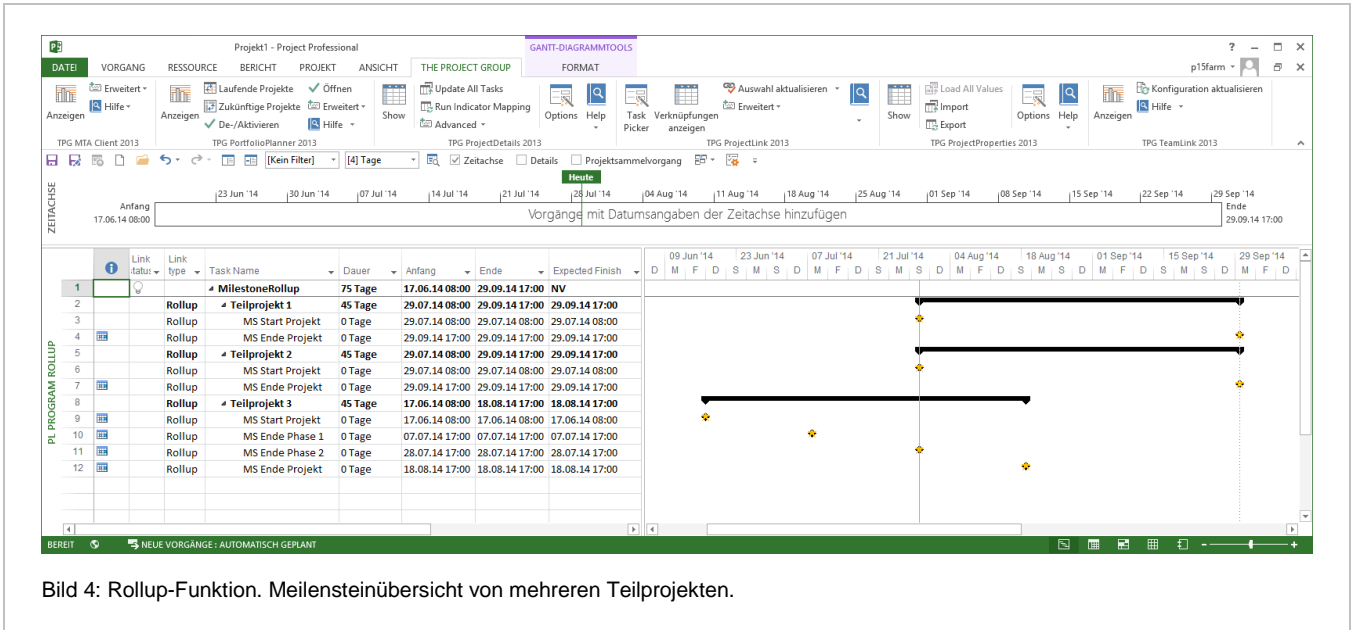 Projekt1 - Project Professional
GANTT-DIAGRAMMTOOLS
DATEI VORGANG RESSOURCE BERICHT PROJEKT ANSICHT THE PROJECT GROUP FORMAT p15farm
Anzeigen Erweitert Hilfe
TPG MTA Client 2013
Anzeigen Laufende Projekte Zukünftige Projekte De-/Aktivieren Öffnen Erweitert Hilfe
TPG PortfolioPlanner 2013
Show Update All Tasks Run Indicator Mapping Advanced Options Help
TPG ProjectDetails 2013
Task Picker Verknüpfungen anzeigen Auswahl aktualisieren Erweitert
TPG ProjectLink 2013
Show Load All Values Import Export Options Help
TPG ProjectProperties 2013
Anzeigen Konfiguration aktualisieren Hilfe
TPG TeamLink 2013
[Kein Filter] [4] Tage Zeitachse Details Projektsammelvorgang
Heute
ZEITACHSE
23 Jun '14 30 Jun '14 07 Jul '14 14 Jul '14 21 Jul '14 28 Jul '14 04 Aug '14 11 Aug '14 18 Aug '14 25 Aug '14 01 Sep '14 08 Sep '14 15 Sep '14 22 Sep '14 29 Sep '14
Anfang
17.06.14 08:00
Vorgänge mit Datumsangaben der Zeitachse hinzufügen
Ende
29.09.14 17:00
Link Link
type Task Name Dauer Anfang Ende Expected Finish
09 Jun '14 23 Jun '14 07 Jul '14 21 Jul '14 04 Aug '14 18 Aug '14 01 Sep '14 15 Sep '14 29 Sep '14
D M F D S M S D M F D S M S D M F D S M S D M F D S M S D M F D
PL PROGRAM ROLLUP
1 MilestoneRollup 75 Tage 17.06.14 08:00 29.09.14 17:00 NV
2 Rollup Teilprojekt 1 45 Tage 29.07.14 08:00 29.09.14 17:00 29.09.14 17:00
3 Rollup MS Start Projekt 0 Tage 29.07.14 08:00 29.07.14 08:00 29.07.14 08:00
4 Rollup MS Ende Projekt 0 Tage 29.09.14 17:00 29.09.14 17:00 29.09.14 17:00
5 Rollup Teilprojekt 2 45 Tage 29.07.14 08:00 29.09.14 17:00 29.09.14 17:00
6 Rollup MS Start Projekt 0 Tage 29.07.14 08:00 29.07.14 08:00 29.07.14 08:00
7 Rollup MS Ende Projekt 0 Tage 29.09.14 17:00 29.09.14 17:00 29.09.14 17:00
8 Rollup Teilprojekt 3 45 Tage 17.06.14 08:00 18.08.14 17:00 18.08.14 17:00
9 Rollup MS Start Projekt 0 Tage 17.06.14 08:00 17.06.14 08:00 17.06.14 08:00
10 Rollup MS Ende Phase 1 0 Tage 07.07.14 17:00 07.07.14 17:00 07.07.14 17:00
11 Rollup MS Ende Phase 2 0 Tage 28.07.14 17:00 28.07.14 17:00 28.07.14 17:00
12 Rollup MS Ende Projekt 0 Tage 18.08.14 17:00 18.08.14 17:00 18.08.14 17:00
BEREIT NEUE VORGÄNGE : AUTOMATISCH GEPLANT
Bild 4: Rollup-Funktion. Meilensteinübersicht von mehreren Teilprojekten.